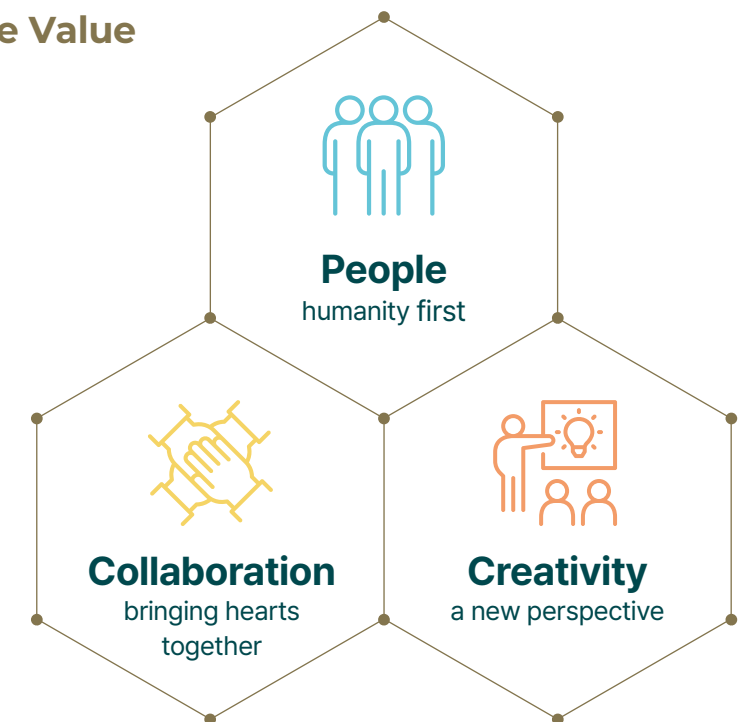 e Value
People
humanity first
Collaboration
bringing hearts
together
Creativity
a new perspective